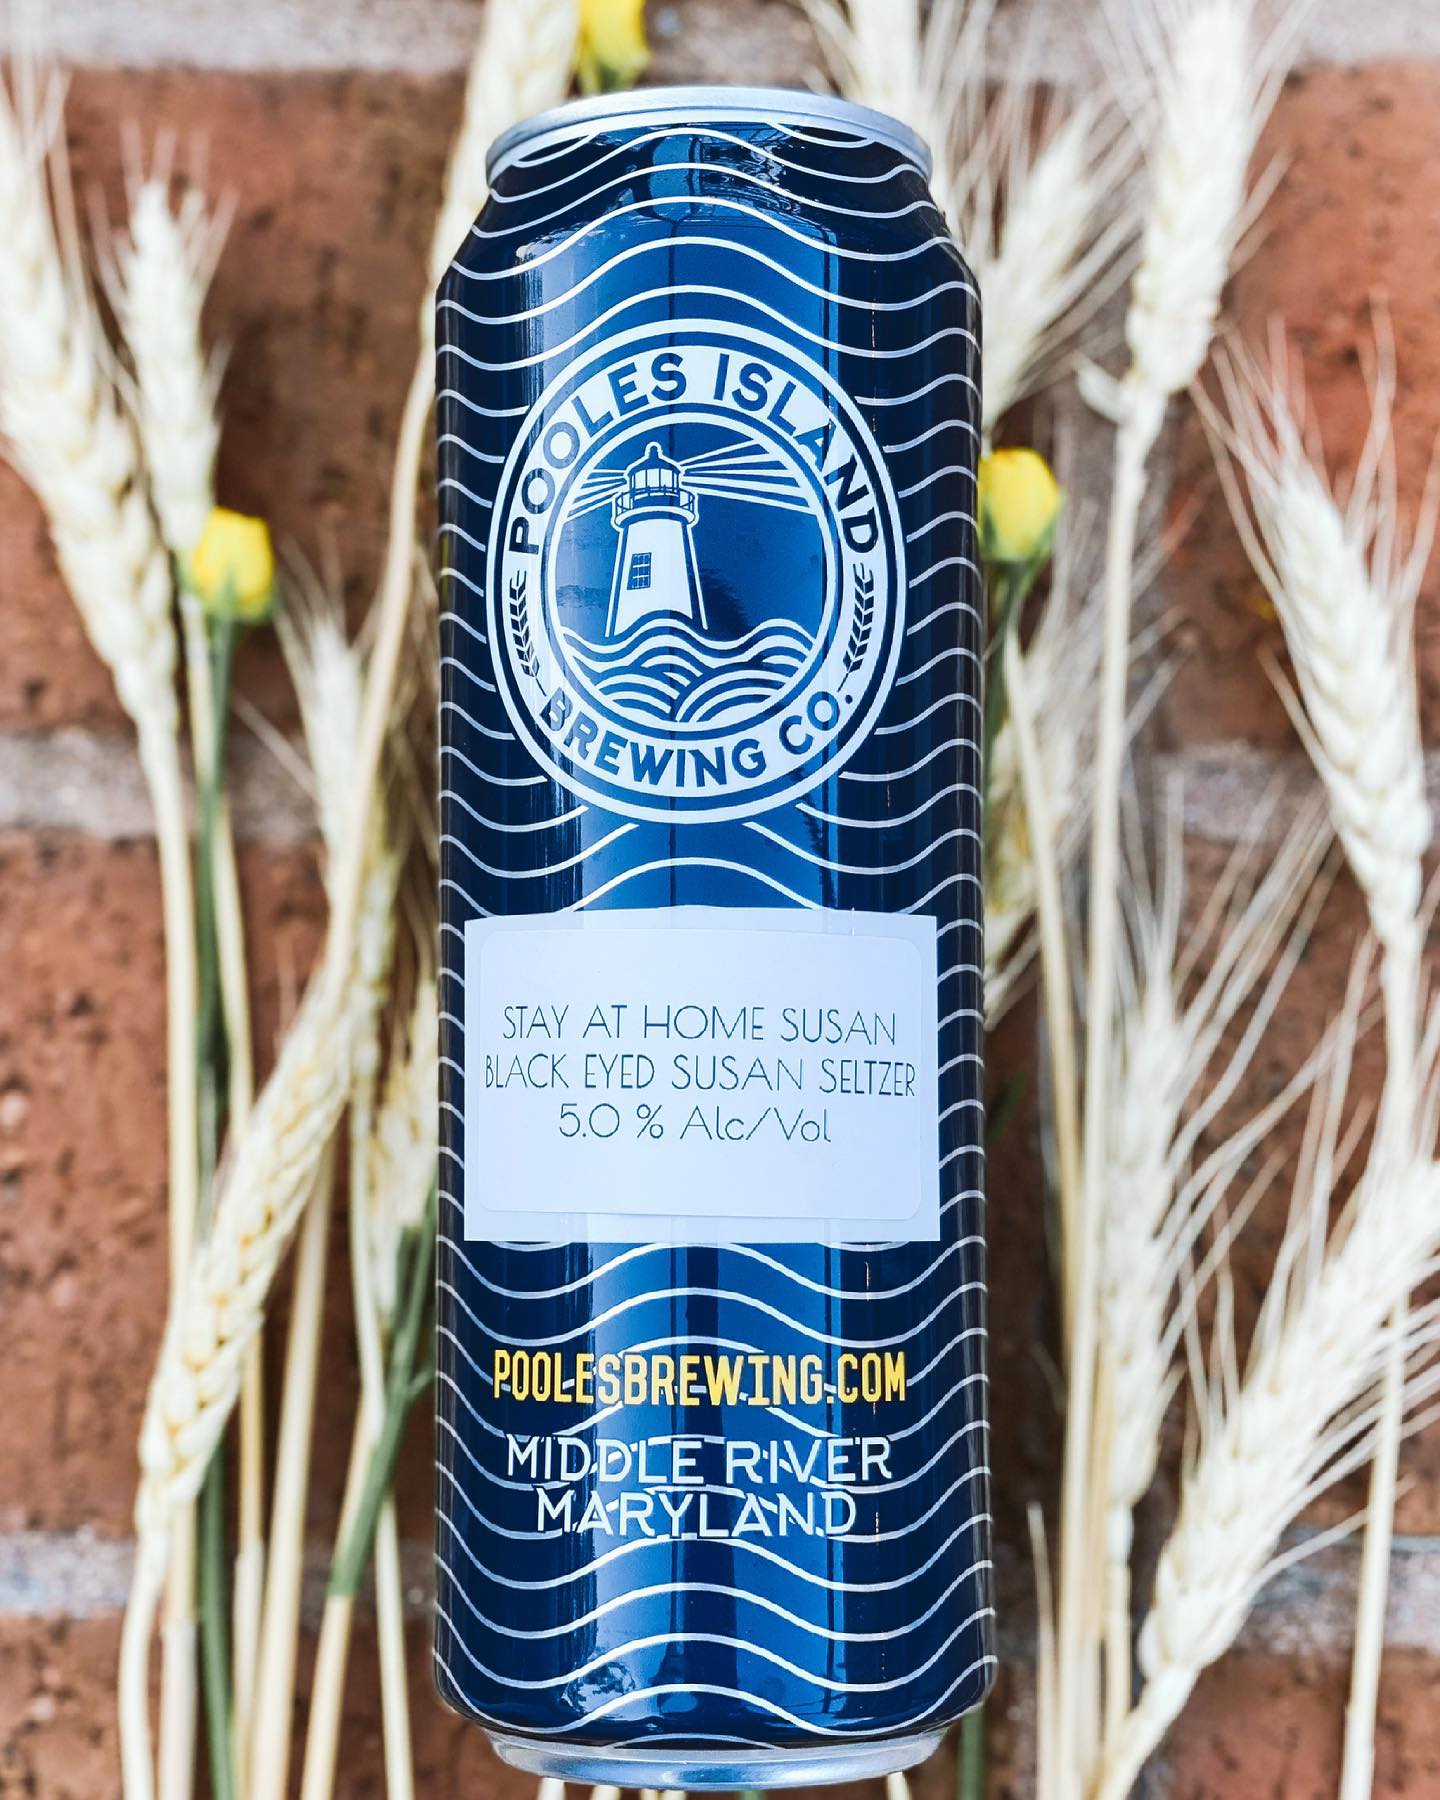 POOLES ISLAND
BREWING CO.
STAY AT HOME SUSAN
BLACK EYED SUSAN SELTZER
5.0 % Alc/Vol
POOLESBREWING.COM
MIDDLE RIVER
MARYLAND